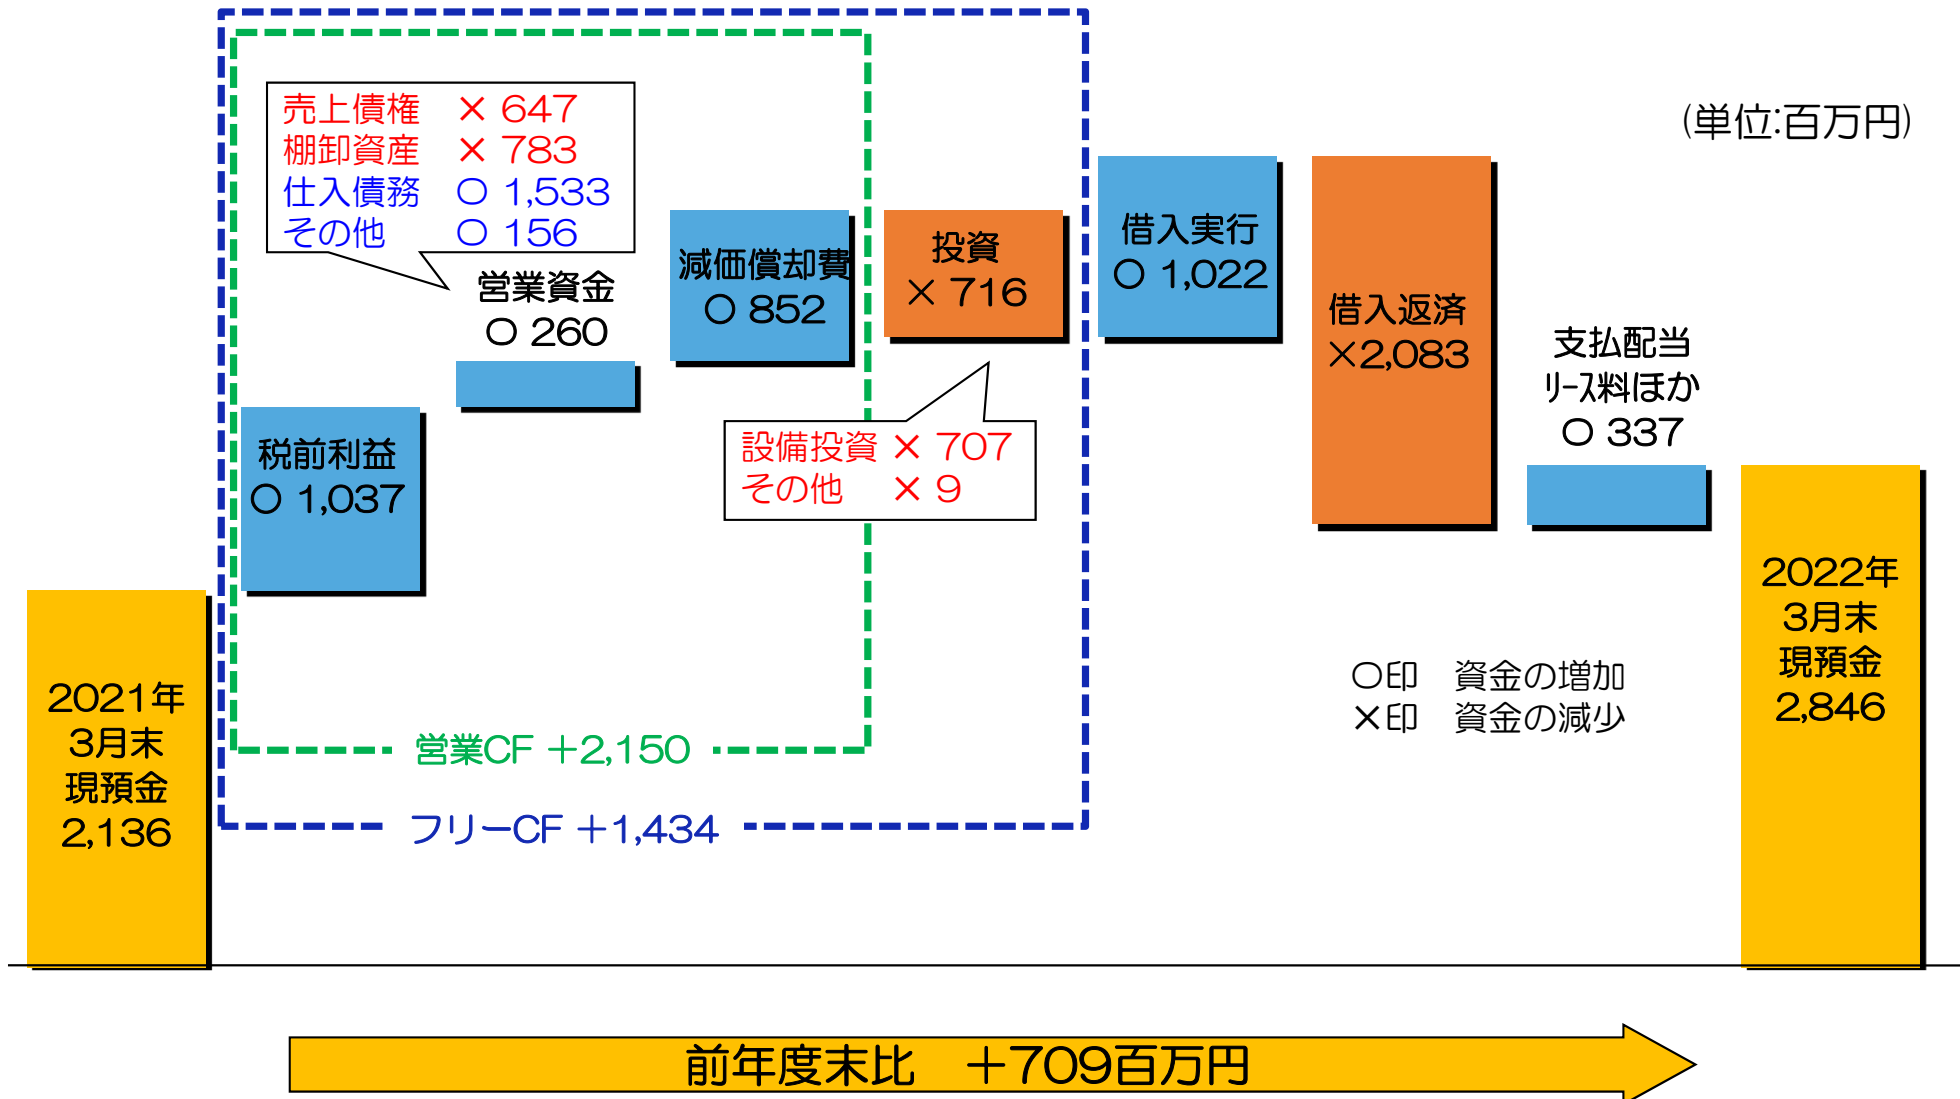 (単位:百万円)
売上債権 × 647
棚卸資産 × 783
仕入債務 〇 1,533
その他 〇 156
営業資金
〇 260
減価償却費
〇 852
投資
× 716
借入実行
〇 1,022
借入返済
×2,083
支払配当
リース料ほか
〇 337
税前利益
〇 1,037
設備投資 × 707
その他 × 9
2021年
3月末
現預金
2,136
2022年
3月末
現預金
2,846
〇印 資金の増加
×印 資金の減少
営業CF +2,150
フリーCF +1,434
前年度末比 +709百万円